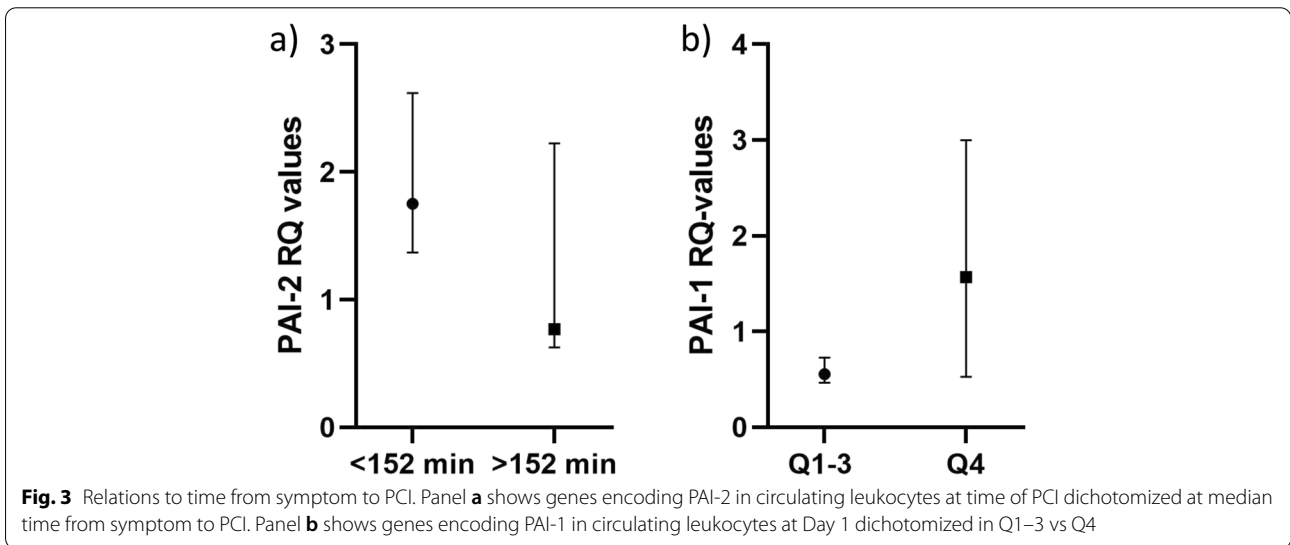 a)
PAI-2 RQ values
3
2
1
0
<152 min >152 min
b)
PAI-1 RQ-values
4
3
2
1
0
Q1-3 Q4
Fig. 3 Relations to time from symptom to PCI. Panel a shows genes encoding PAI-2 in circulating leukocytes at time of PCI dichotomized at median
time from symptom to PCI. Panel b shows genes encoding PAI-1 in circulating leukocytes at Day 1 dichotomized in Q1–3 vs Q4